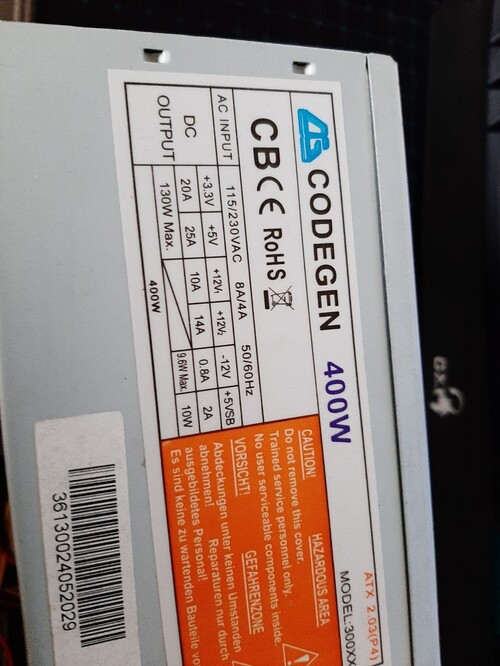 CODEGEN 400W
ATX 2.03(P4)
CB CE RoHS
MODEL:300XX
AC INPUT 115/230VAC 8A/4A 50/60Hz
DC OUTPUT +3.3V +5V +12V₁ +12V₂ -12V +5VSB
20A 25A 10A 14A 0.8A 2A
130W Max. 9.6W Max. 10W
400W
CAUTION! HAZARDOUS AREA
Do not remove this cover.
Trained service personnel only.
No user serviceable components inside.
VORSICHT! GEFAHRENZONE
Abdeckungen unter keinen Umständen
abnehmen! Reparaturen nur durch
ausgebildetes Personal!
Es sind keine zu wartenden Bauteile
36130024052029